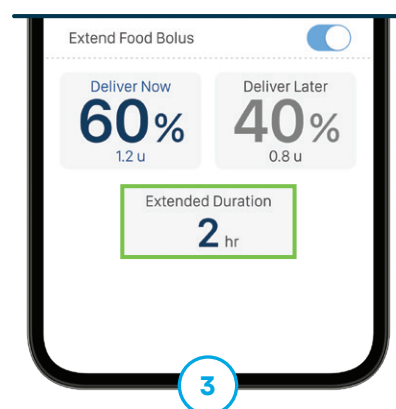 Extend Food Bolus
Deliver Now
60%
1.2 u
Deliver Later
40%
0.8 u
Extended Duration
2 hr
3